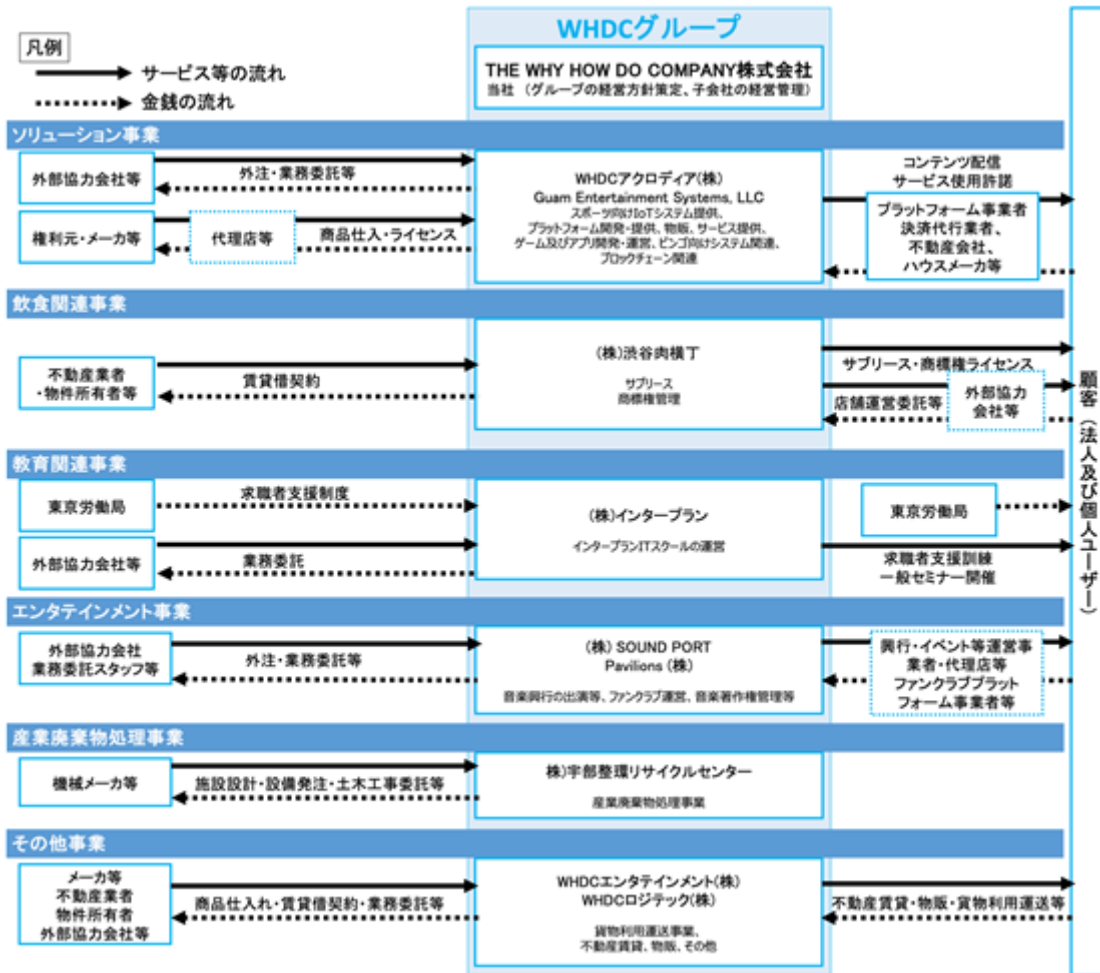 WHDCグループ
凡例
サービス等の流れ
金銭の流れ
THE WHY HOW DO COMPANY株式会社
当社 （グループの経営方針策定、子会社の経営管理）
ソリューション事業
外部協力会社等
外注・業務委託等
権利元・メーカ等
代理店等
商品仕入・ライセンス
WHDCアクロディア(株)
Guam Entertainment Systems, LLC
スポーツ向けIoTシステム提供、
プラットフォーム開発・提供、物販、サービス提供、
ゲーム及びアプリ開発・運営、ビンゴ向けシステム関連、
ブロックチェーン関連
コンテンツ配信
サービス使用許諾
プラットフォーム事業者
決済代行業者、
不動産会社、
ハウスメーカ等
飲食関連事業
不動産業者
・物件所有者等
賃貸借契約
(株)渋谷肉横丁
サブリース
商標権管理
サブリース・商標権ライセンス
店舗運営委託等
外部協力
会社等
教育関連事業
東京労働局
求職者支援制度
外部協力会社等
業務委託
(株)インタープラン
インタープランITスクールの運営
東京労働局
求職者支援訓練
一般セミナー開催
エンタテインメント事業
外部協力会社
業務委託スタッフ等
外注・業務委託等
(株) SOUND PORT
Pavilions (株)
音楽興行の出演等、ファンクラブ運営、音楽著作権管理等
興行・イベント等運営事
業者・代理店等
ファンクラブプラット
フォーム事業者等
産業廃棄物処理事業
機械メーカ等
施設設計・設備発注・土木工事委託等
株)宇部整環リサイクルセンター
産業廃棄物処理事業
その他事業
メーカ等
不動産業者
物件所有者
外部協力会社等
商品仕入れ・賃貸借契約・業務委託等
WHDCエンタテインメント(株)
WHDCロジテック(株)
貨物利用運送事業、
不動産賃貸、物販、その他
不動産賃貸・物販・貨物利用運送等
顧客（法人及び個人ユーザー）